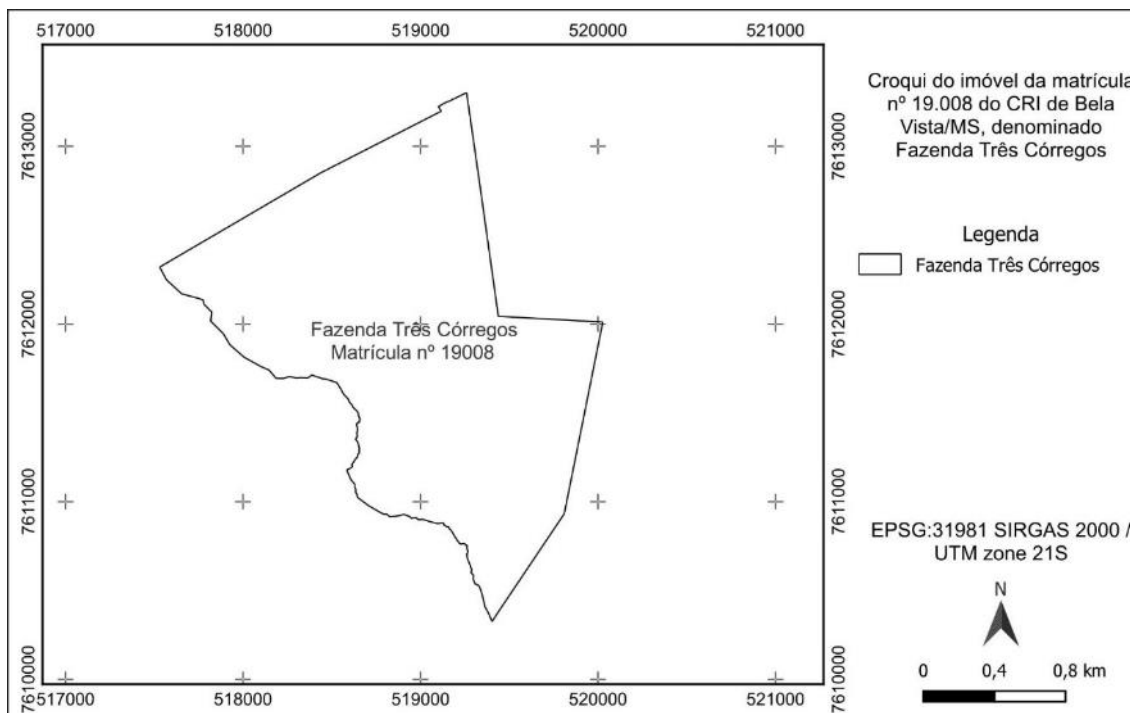 517000
518000
519000
520000
521000
7613000
7612000
7611000
7610000
Fazenda Três Córregos
Matrícula nº 19008
7613000
7612000
7611000
7610000
517000
518000
519000
520000
521000
Croqui do imóvel da matrícula
nº 19.008 do CRI de Bela
Vista/MS, denominado
Fazenda Três Córregos
Legenda
Fazenda Três Córregos
EPSG:31981 SIRGAS 2000 /
UTM zone 21S
N
0 0,4 0,8 km